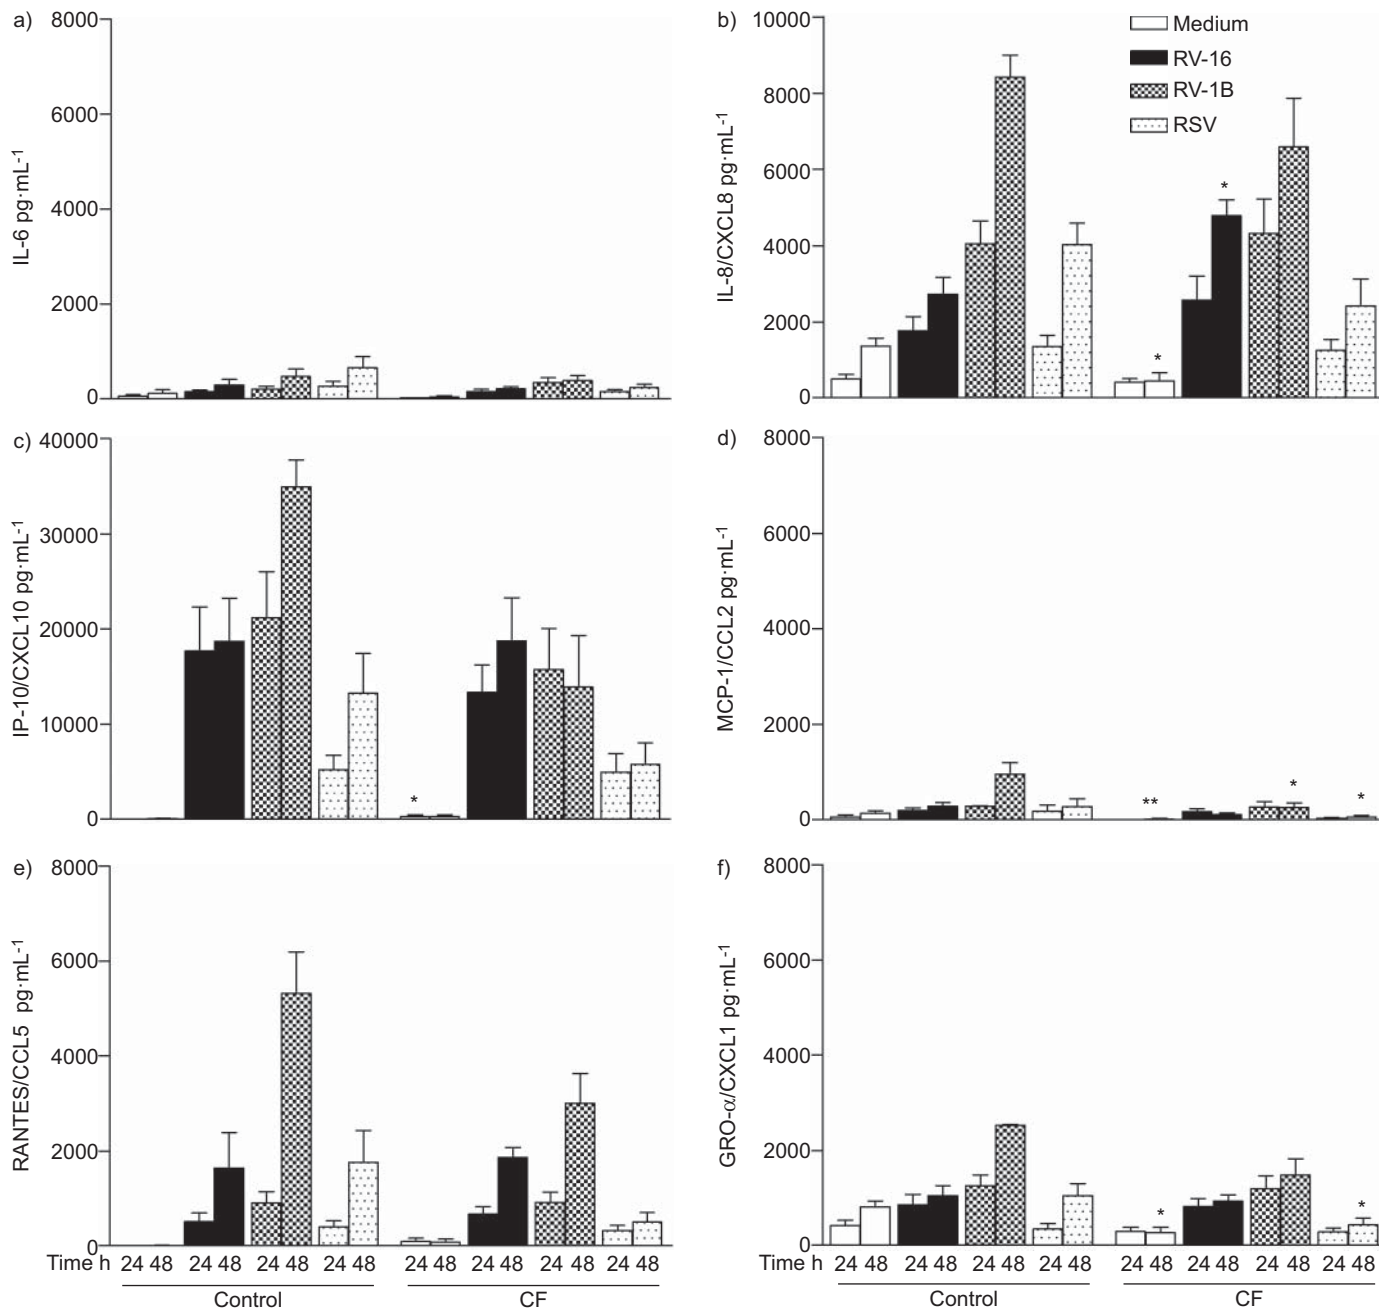 a)
8000
6000
4000
2000
0
IL-6 pg·mL-1
b)
10000
8000
6000
4000
2000
0
IL-8/CXCL8 pg·mL-1
Medium
RV-16
RV-1B
RSV
*
*
c)
40000
30000
20000
10000
0
IP-10/CXCL10 pg·mL-1
*
d)
8000
6000
4000
2000
0
MCP-1/CCL2 pg·mL-1
**
*
*
e)
8000
6000
4000
2000
0
RANTES/CCL5 pg·mL-1
Time h 24 48 24 48 24 48 24 48 24 48 24 48 24 48 24 48
Control CF
f)
8000
6000
4000
2000
0
GRO-α/CXCL1 pg·mL-1
*
*
24 48 24 48 24 48 24 48 24 48 24 48 24 48 24 48
Time h
Control CF